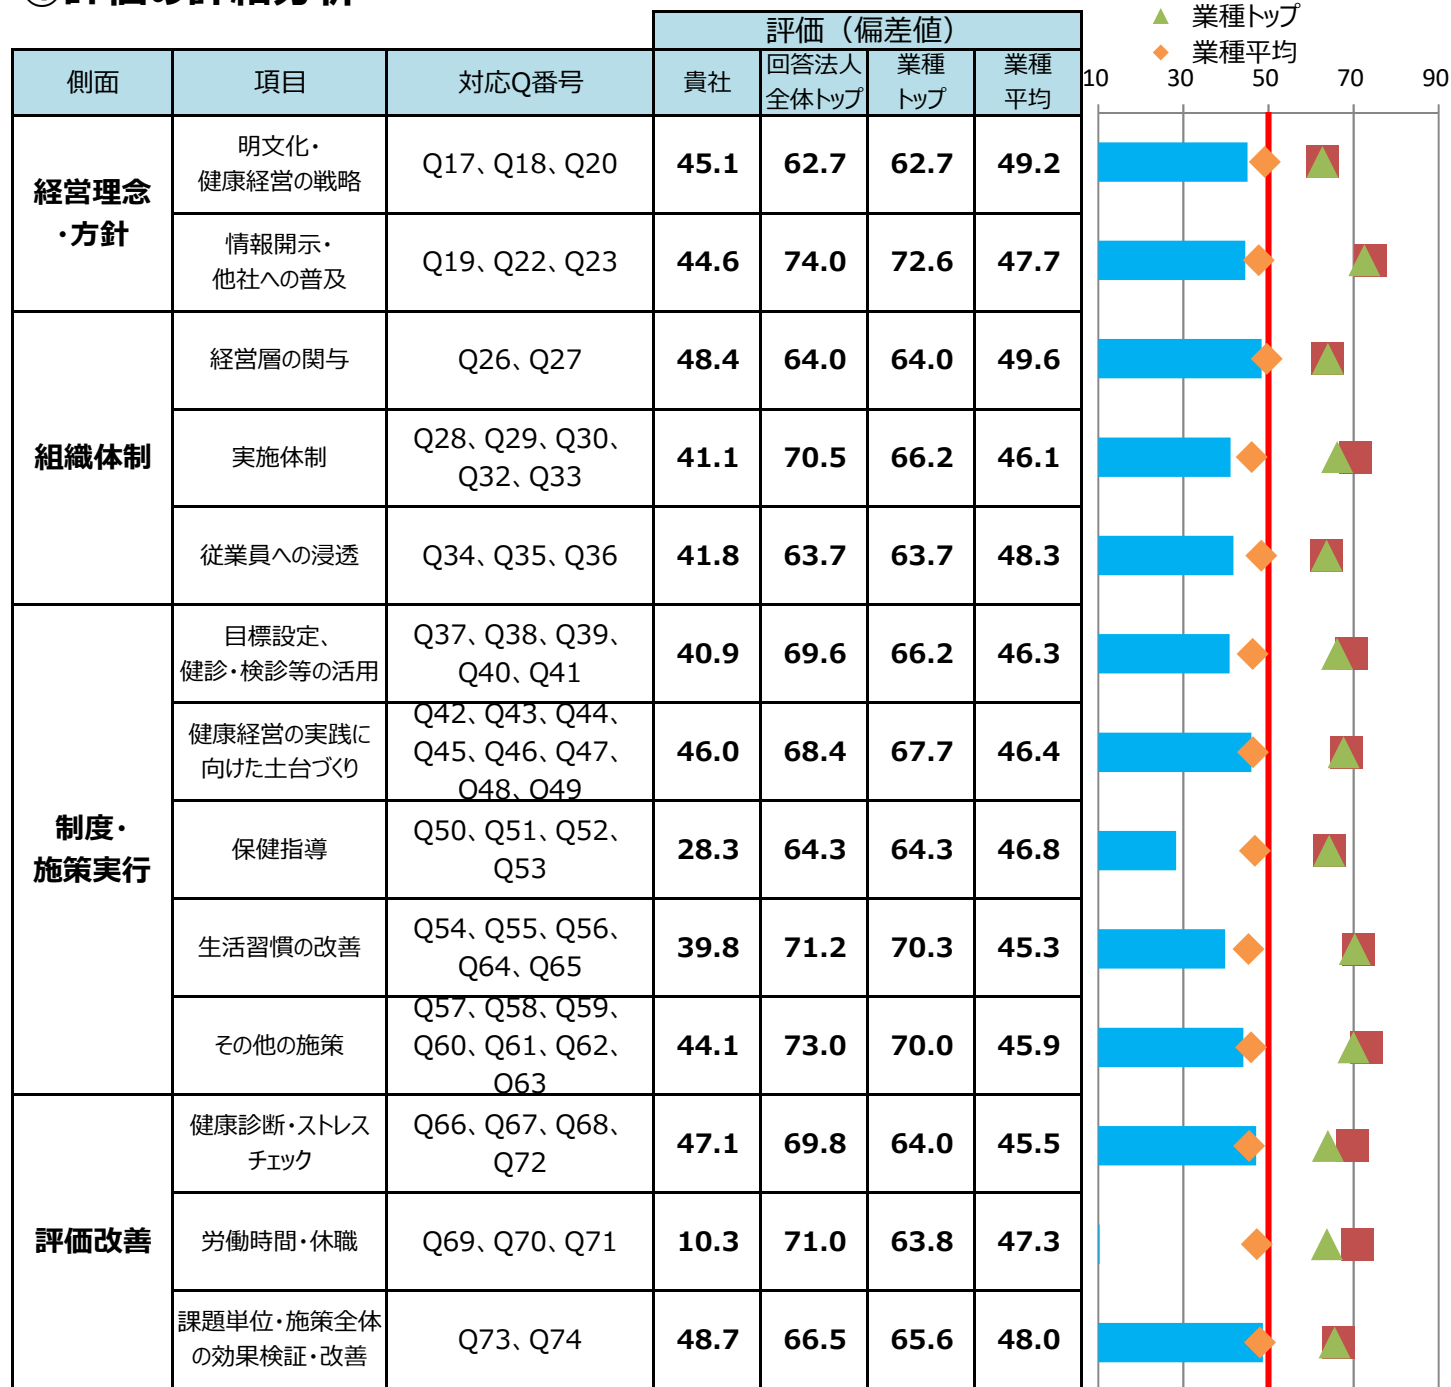 評価（偏差値）
▲ 業種トップ
◆ 業種平均
側面 項目 対応Q番号 貴社 回答法人 業種 業種
全体トップ トップ 平均
10 30 50 70 90
経営理念
・方針
明文化・
健康経営の戦略
Q17、Q18、Q20 45.1 62.7 62.7 49.2
情報開示・
他社への普及
Q19、Q22、Q23 44.6 74.0 72.6 47.7
組織体制
経営層の関与 Q26、Q27 48.4 64.0 64.0 49.6
実施体制
Q28、Q29、Q30、
Q32、Q33
41.1 70.5 66.2 46.1
従業員への浸透 Q34、Q35、Q36 41.8 63.7 63.7 48.3
制度・
施策実行
目標設定、
健診・検診等の活用
Q37、Q38、Q39、
Q40、Q41
40.9 69.6 66.2 46.3
健康経営の実践に
向けた土台づくり
Q42、Q43、Q44、
Q45、Q46、Q47、
Q48、Q49
46.0 68.4 67.7 46.4
保健指導
Q50、Q51、Q52、
Q53
28.3 64.3 64.3 46.8
生活習慣の改善
Q54、Q55、Q56、
Q64、Q65
39.8 71.2 70.3 45.3
その他の施策
Q57、Q58、Q59、
Q60、Q61、Q62、
Q63
44.1 73.0 70.0 45.9
評価改善
健康診断・ストレス
チェック
Q66、Q67、Q68、
Q72
47.1 69.8 64.0 45.5
労働時間・休職 Q69、Q70、Q71 10.3 71.0 63.8 47.3
課題単位・施策全体
の効果検証・改善
Q73、Q74 48.7 66.5 65.6 48.0